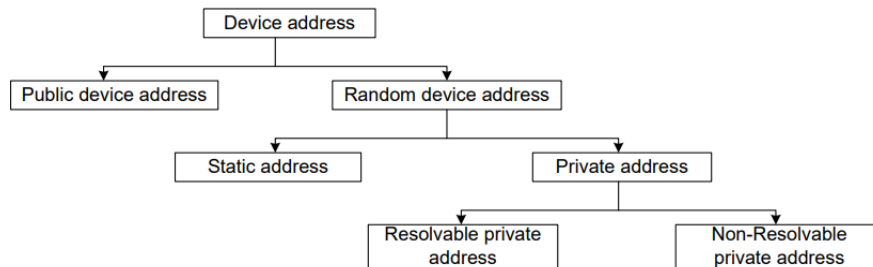 Device address
Public device address
Random device address
Static address
Private address
Resolvable private
address
Non-Resolvable
private address